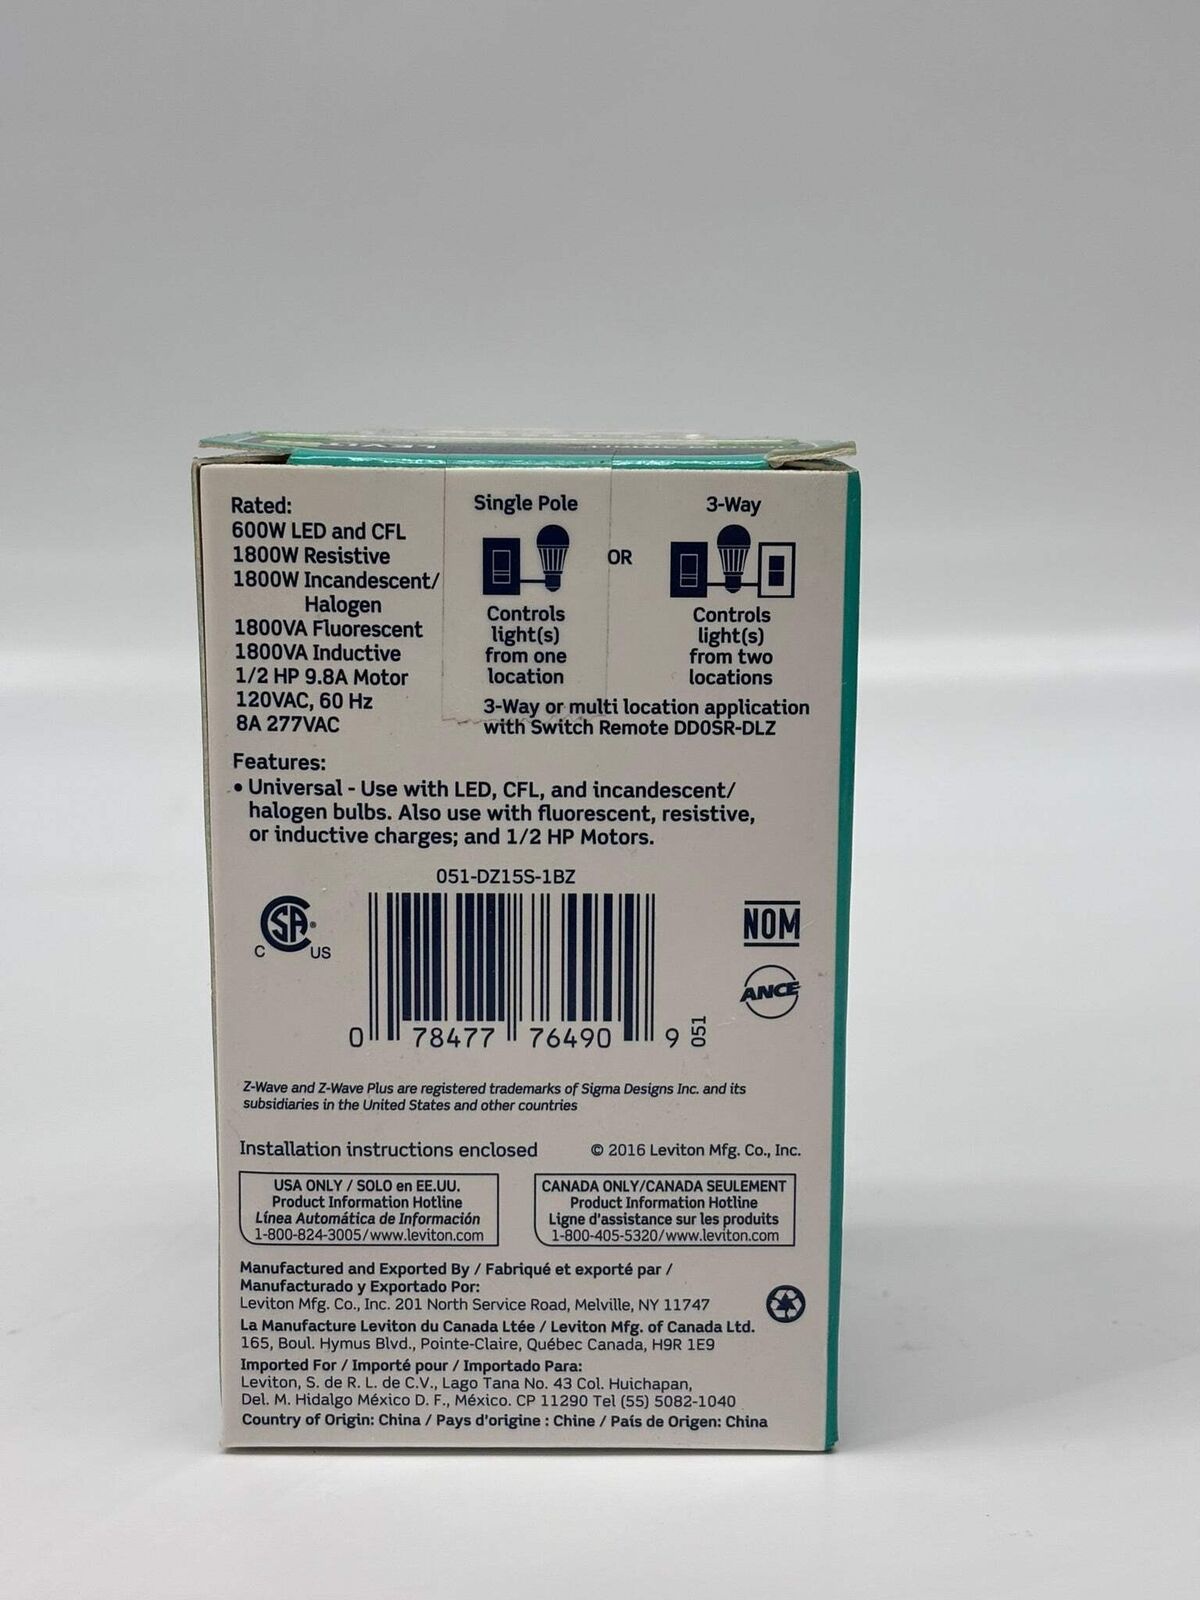 LEVIT
Rated:
600W LED and CFL
1800W Resistive
1800W Incandescent/
Halogen
1800VA Fluorescent
1800VA Inductive
1/2 HP 9.8A Motor
120VAC, 60 Hz
8A 277VAC
Single Pole
OR
3-Way
Controls
light(s)
from one
location
Controls
light(s)
from two
locations
3-Way or multi location application
with Switch Remote DD0SR-DLZ
Features:
• Universal - Use with LED, CFL, and incandescent/
halogen bulbs. Also use with fluorescent, resistive,
or inductive charges; and 1/2 HP Motors.
051-DZ15S-1BZ
C SA® US
NOM
ANCE
0 78477 76490 9 051
Z-Wave and Z-Wave Plus are registered trademarks of Sigma Designs Inc. and its
subsidiaries in the United States and other countries
Installation instructions enclosed
© 2016 Leviton Mfg. Co., Inc.
USA ONLY / SOLO en EE.UU.
Product Information Hotline
Línea Automática de Información
1-800-824-3005/www.leviton.com
CANADA ONLY/CANADA SEULEMENT
Product Information Hotline
Ligne d'assistance sur les produits
1-800-405-5320/www.leviton.com
Manufactured and Exported By / Fabriqué et exporté par /
Manufacturado y Exportado Por:
Leviton Mfg. Co., Inc. 201 North Service Road, Melville, NY 11747
La Manufacture Leviton du Canada Ltée / Leviton Mfg. of Canada Ltd.
165, Boul. Hymus Blvd., Pointe-Claire, Québec Canada, H9R 1E9
Imported For / Importé pour / Importado Para:
Leviton, S. de R. L. de C.V., Lago Tana No. 43 Col. Huichapan,
Del. M. Hidalgo México D. F., México. CP 11290 Tel (55) 5082-1040
Country of Origin: China / Pays d'origine : Chine / País de Origen: China